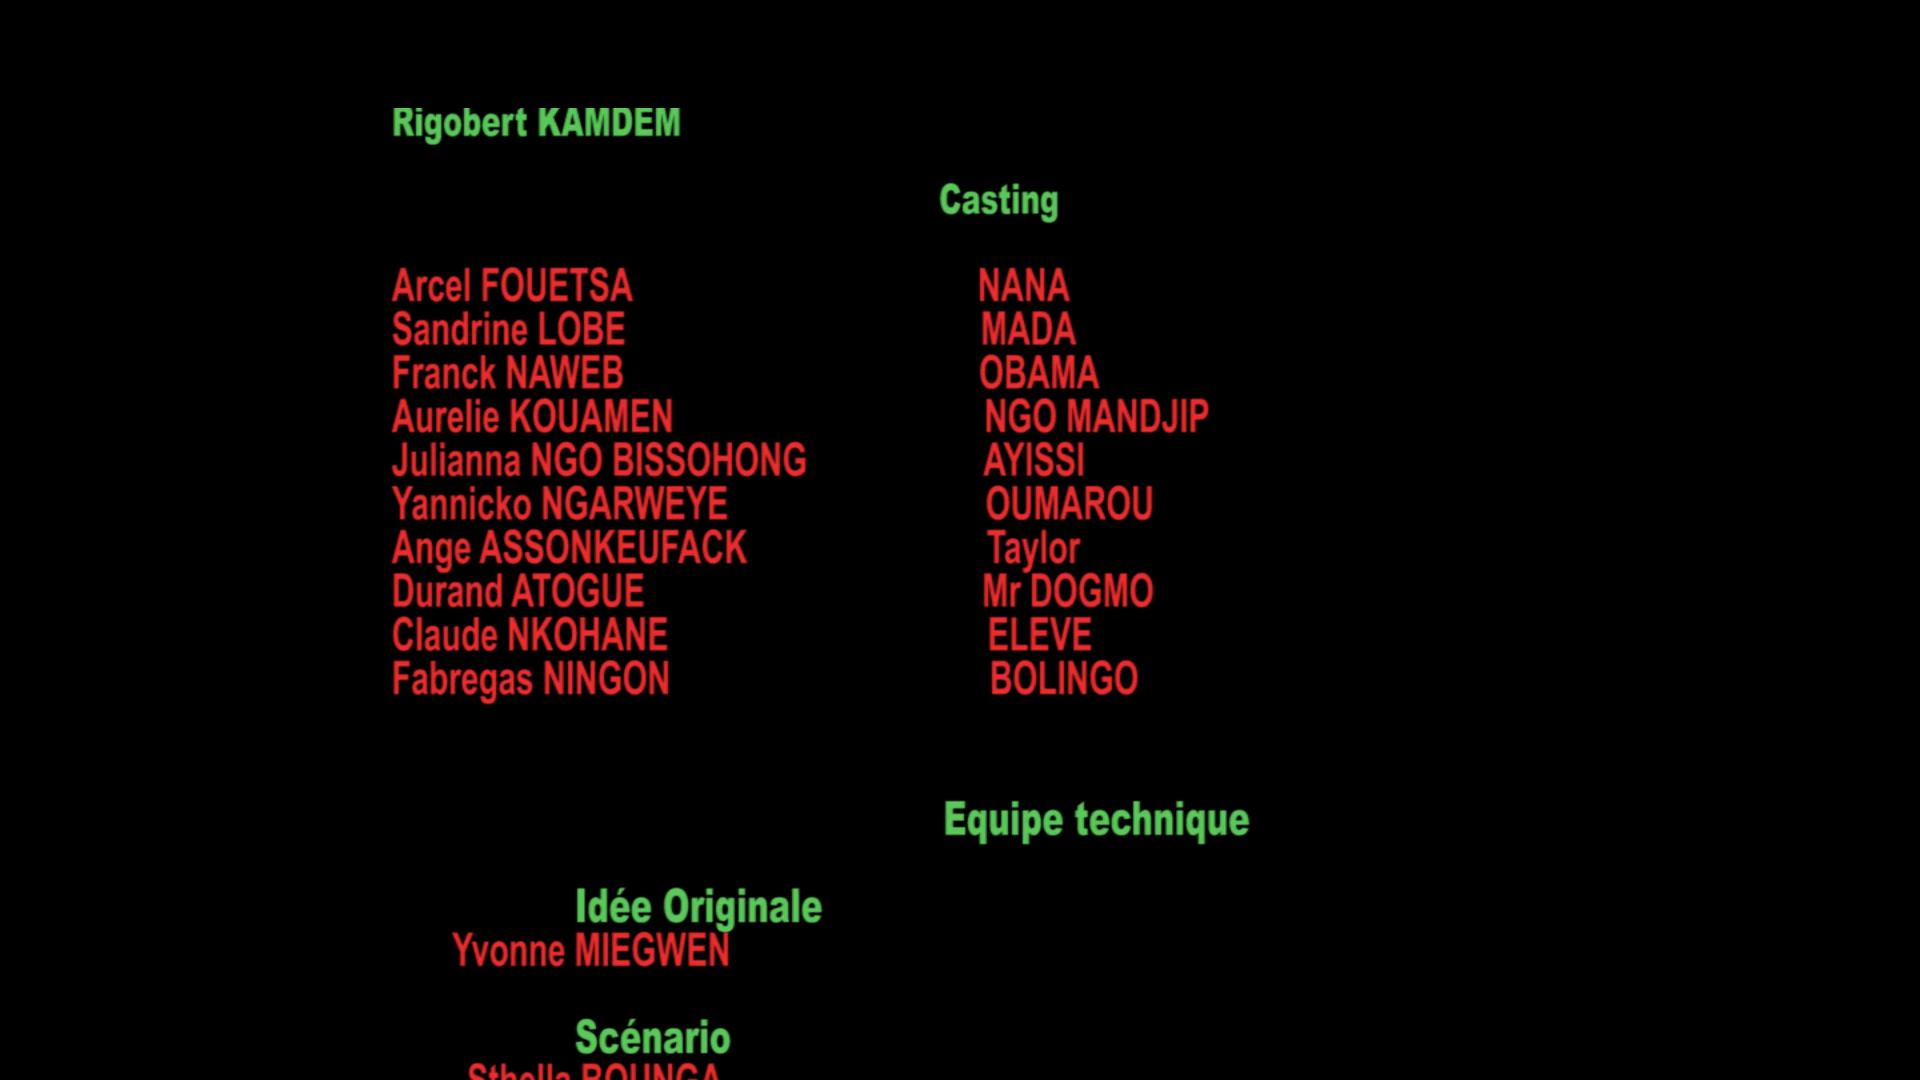 Rigobert KAMDEM
Casting
Arcel FOUETSA NANA
Sandrine LOBE MADA
Franck NAWEB OBAMA
Aurelie KOUAMEN NGO MANDJIP
Julianna NGO BISSOHONG AYISSI
Yannicko NGARWEYE OUMAROU
Ange ASSONKEUFACK Taylor
Durand ATOGUE Mr DOGMO
Claude NKOHANE ELEVE
Fabregas NINGON BOLINGO
Equipe technique
Idée Originale
Yvonne MIEGWEN
Scénario
Sthella BOUNGA